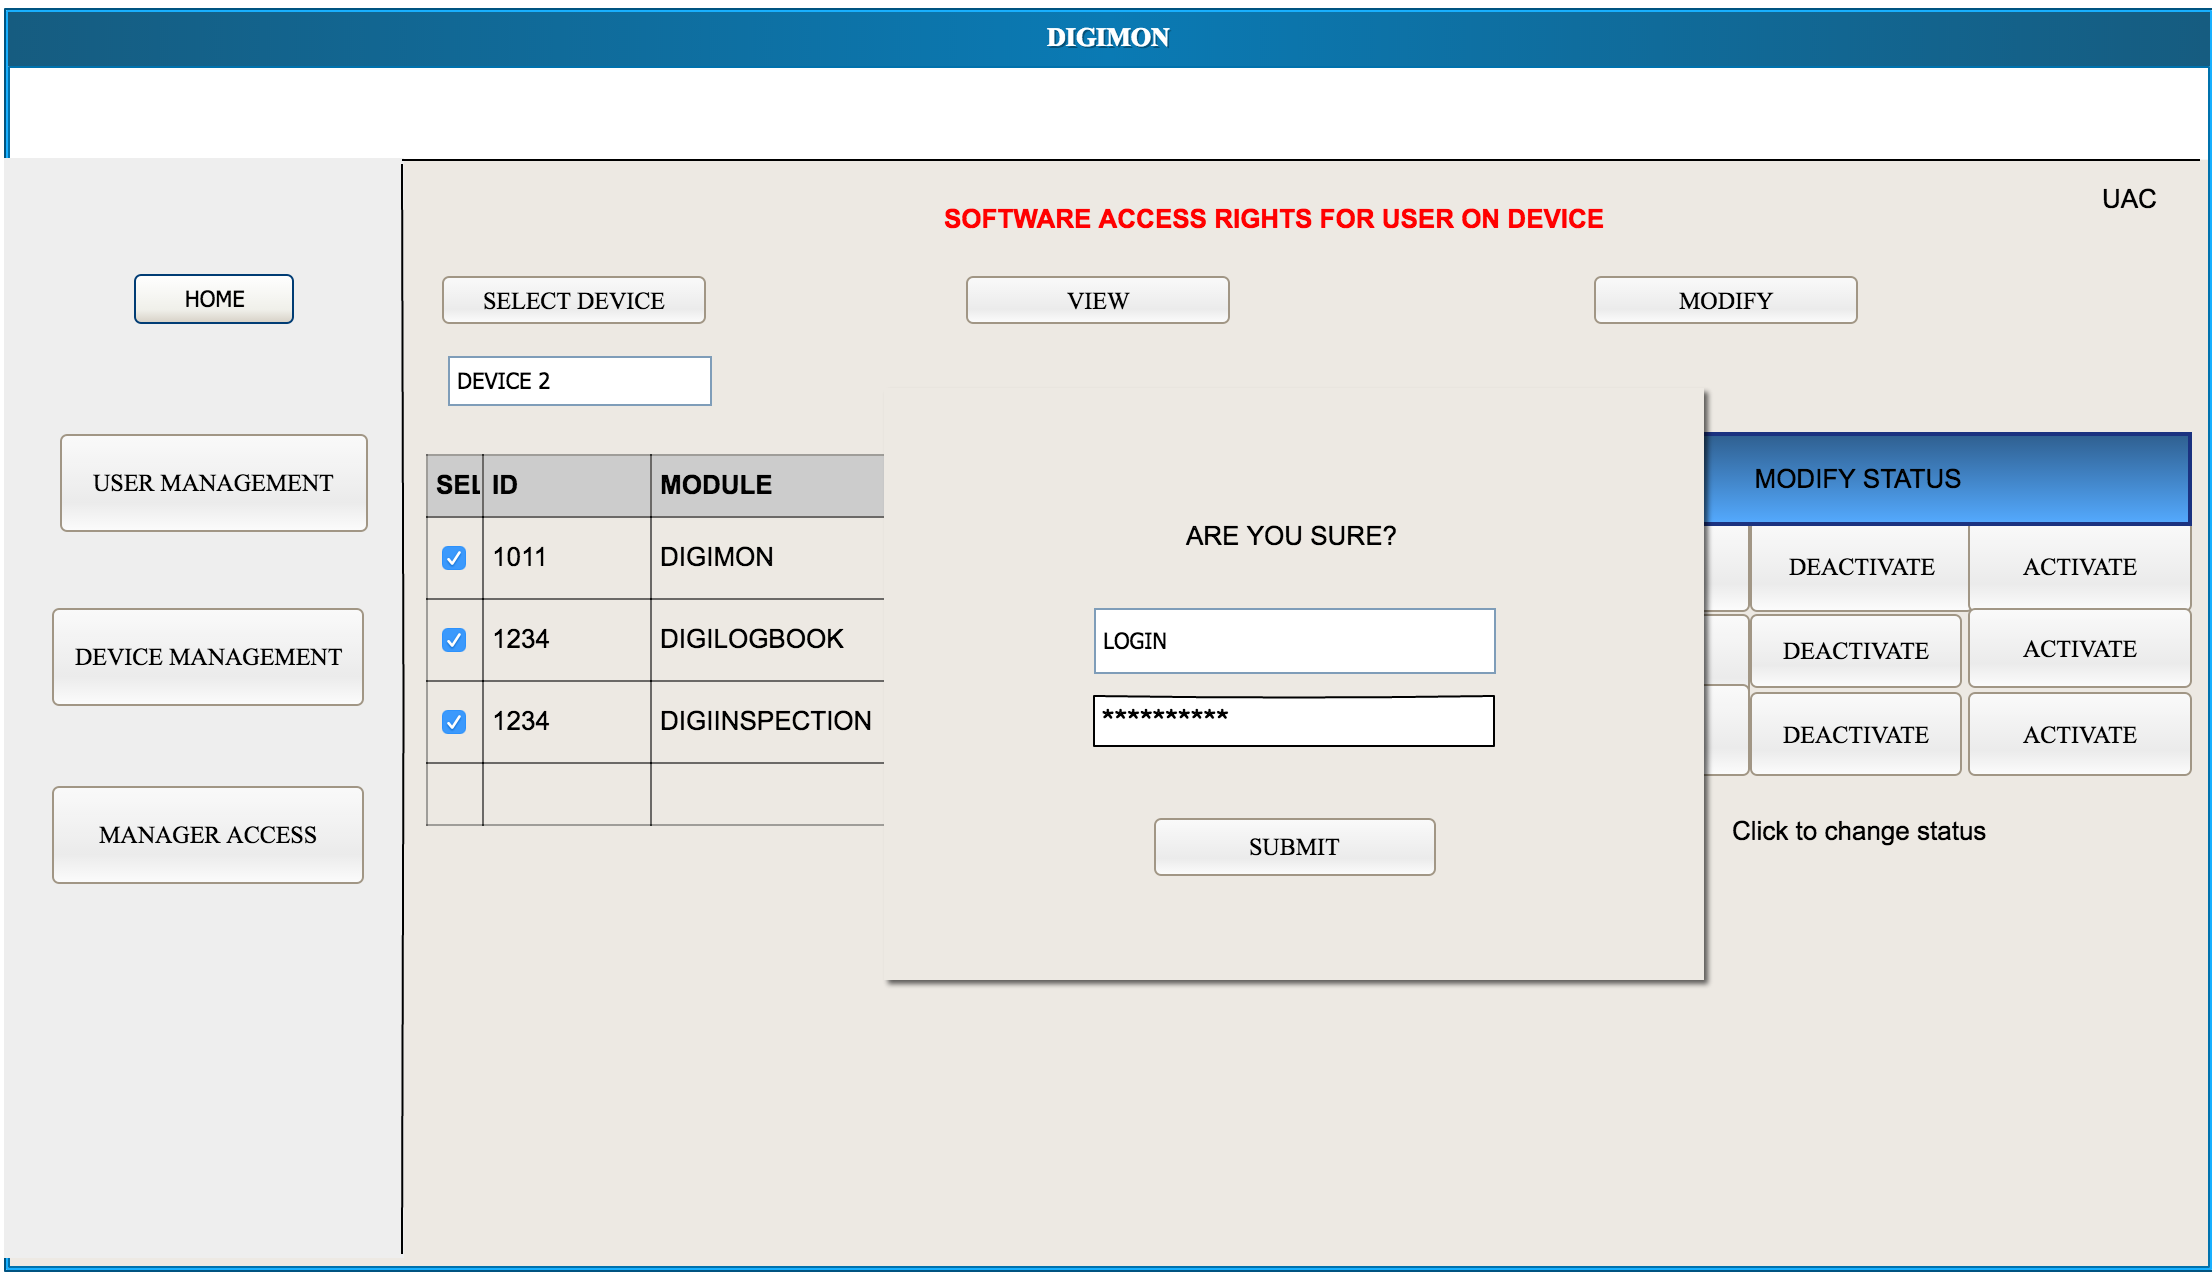 DIGIMON
UAC
SOFTWARE ACCESS RIGHTS FOR USER ON DEVICE
HOME
SELECT DEVICE
VIEW
MODIFY
DEVICE 2
USER MANAGEMENT
DEVICE MANAGEMENT
MANAGER ACCESS
SEL ID MODULE
1011 DIGIMON
1234 DIGILOGBOOK
1234 DIGIINSPECTION
ARE YOU SURE?
LOGIN
**********
SUBMIT
MODIFY STATUS
DEACTIVATE ACTIVATE
DEACTIVATE ACTIVATE
DEACTIVATE ACTIVATE
Click to change status